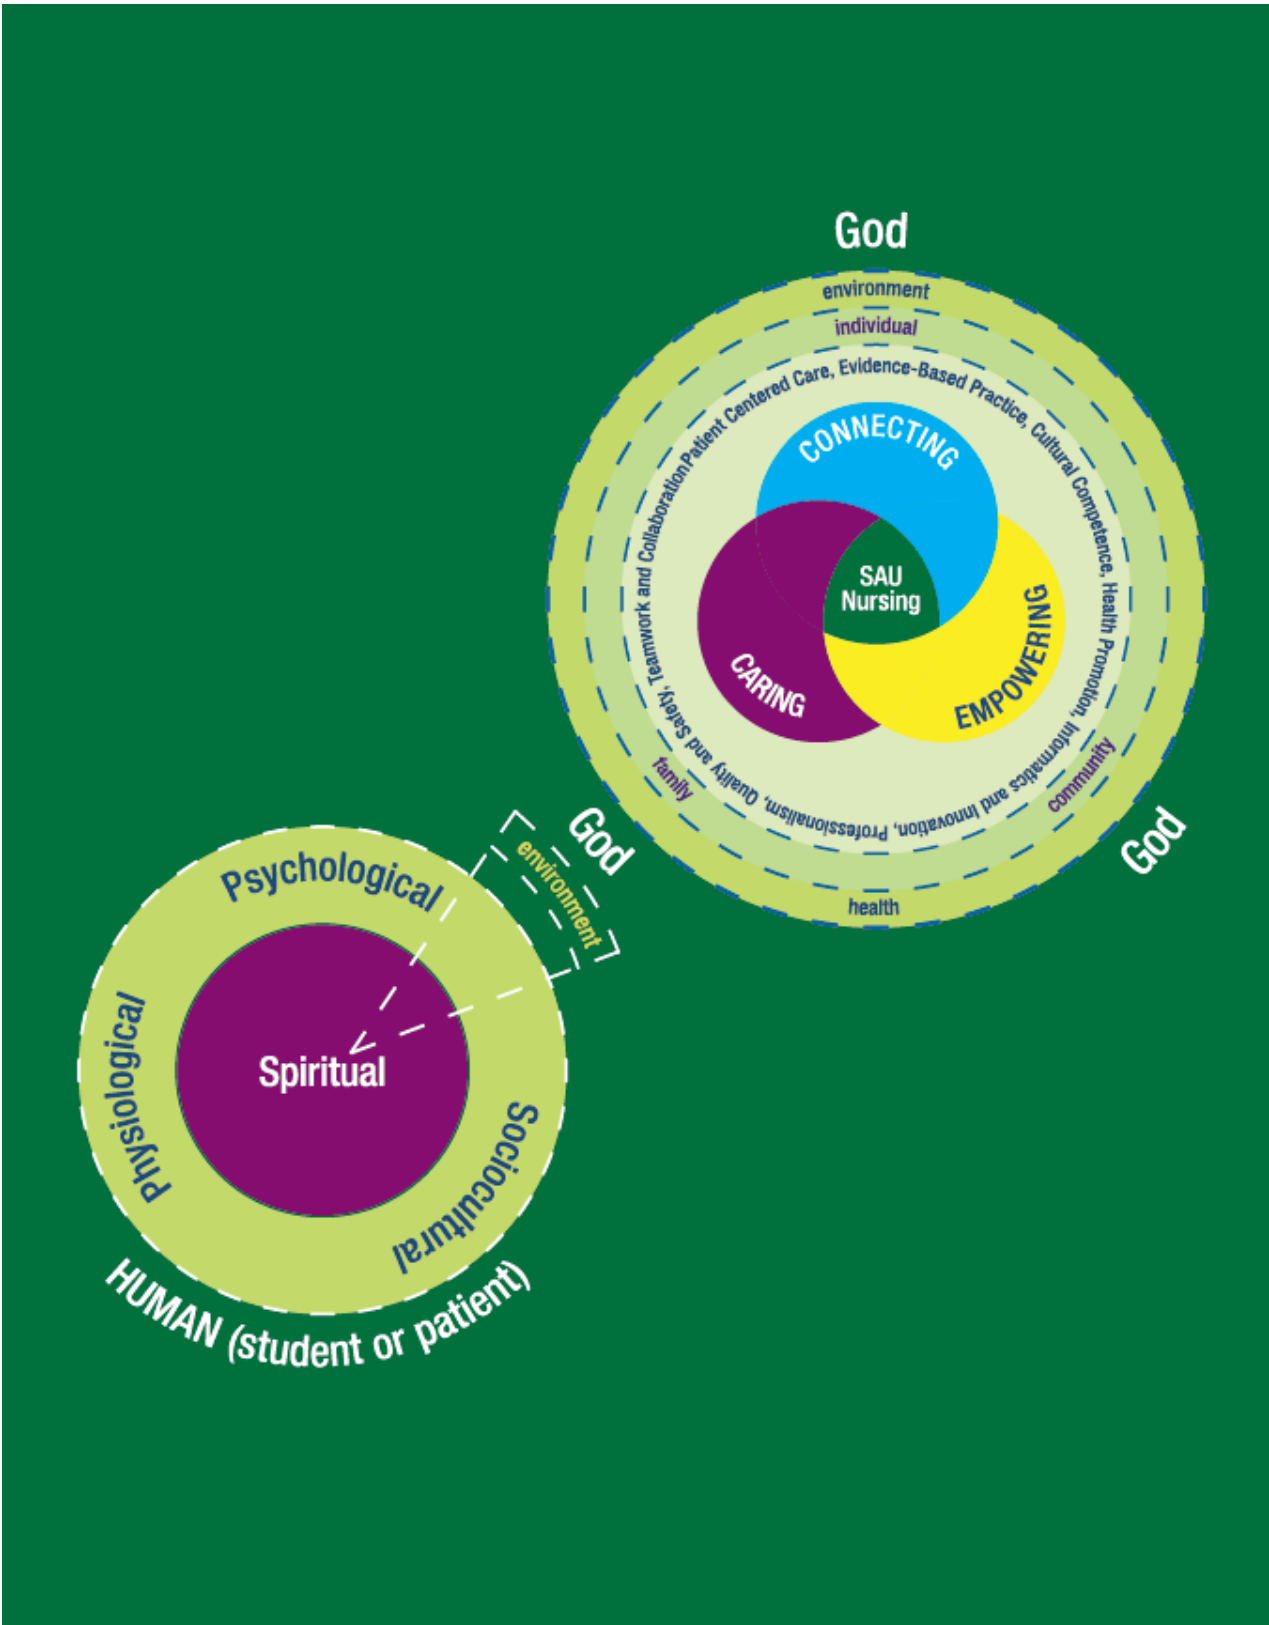 God
environment
individual
Patient Centered Care, Evidence-Based Practice, Cultural Competence, Health Promotion, Informatics and Innovation, Professionalism, Quality and Safety, Teamwork and Collaboration
CONNECTING
SAU
Nursing
EMPOWERING
CARING
family
community
health
God
God
environment
Psychological
Physiological
Spiritual
Sociocultural
HUMAN (student or patient)